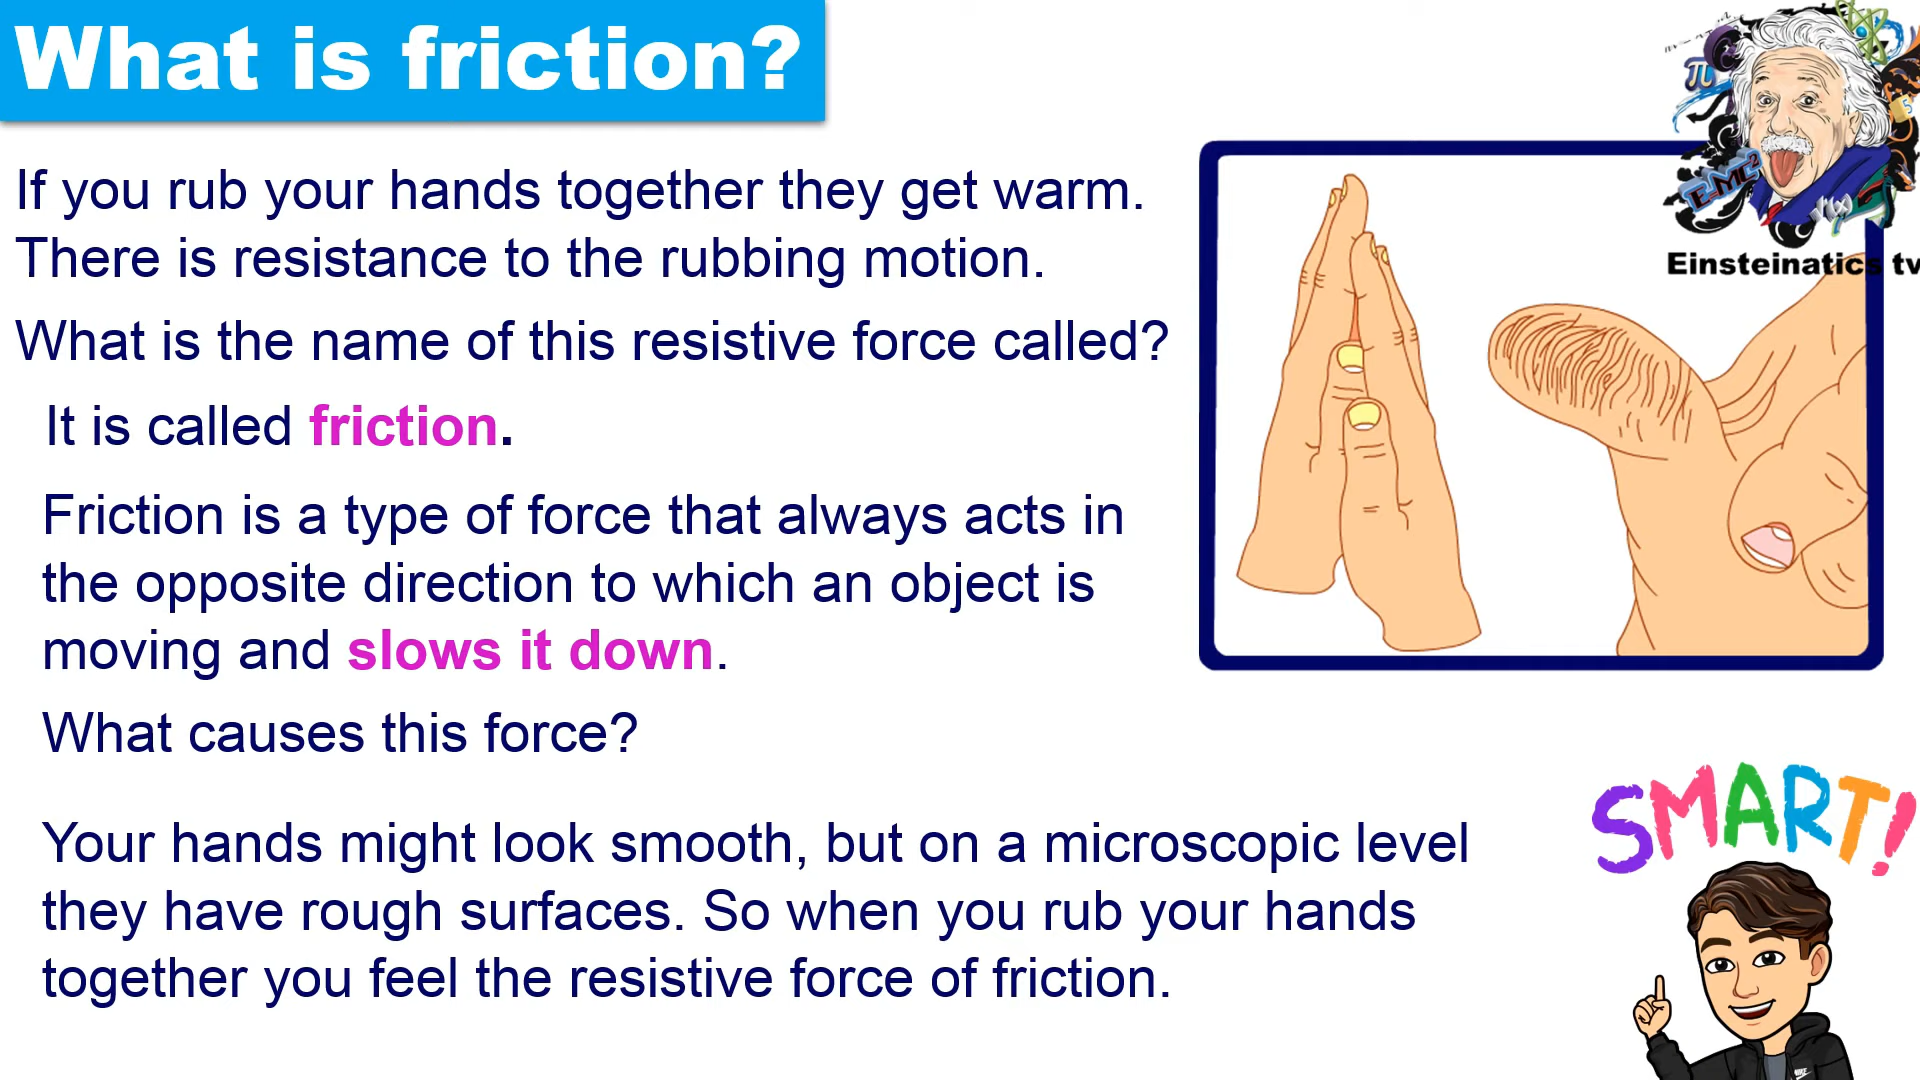 What is friction?
If you rub your hands together they get warm.
There is resistance to the rubbing motion.
What is the name of this resistive force called?
It is called friction.
Friction is a type of force that always acts in
the opposite direction to which an object is
moving and slows it down.
What causes this force?
Your hands might look smooth, but on a microscopic level
they have rough surfaces. So when you rub your hands
together you feel the resistive force of friction.
π
5
E=MC²
f(x)
Einsteinatics tv
SMART!
NIKE